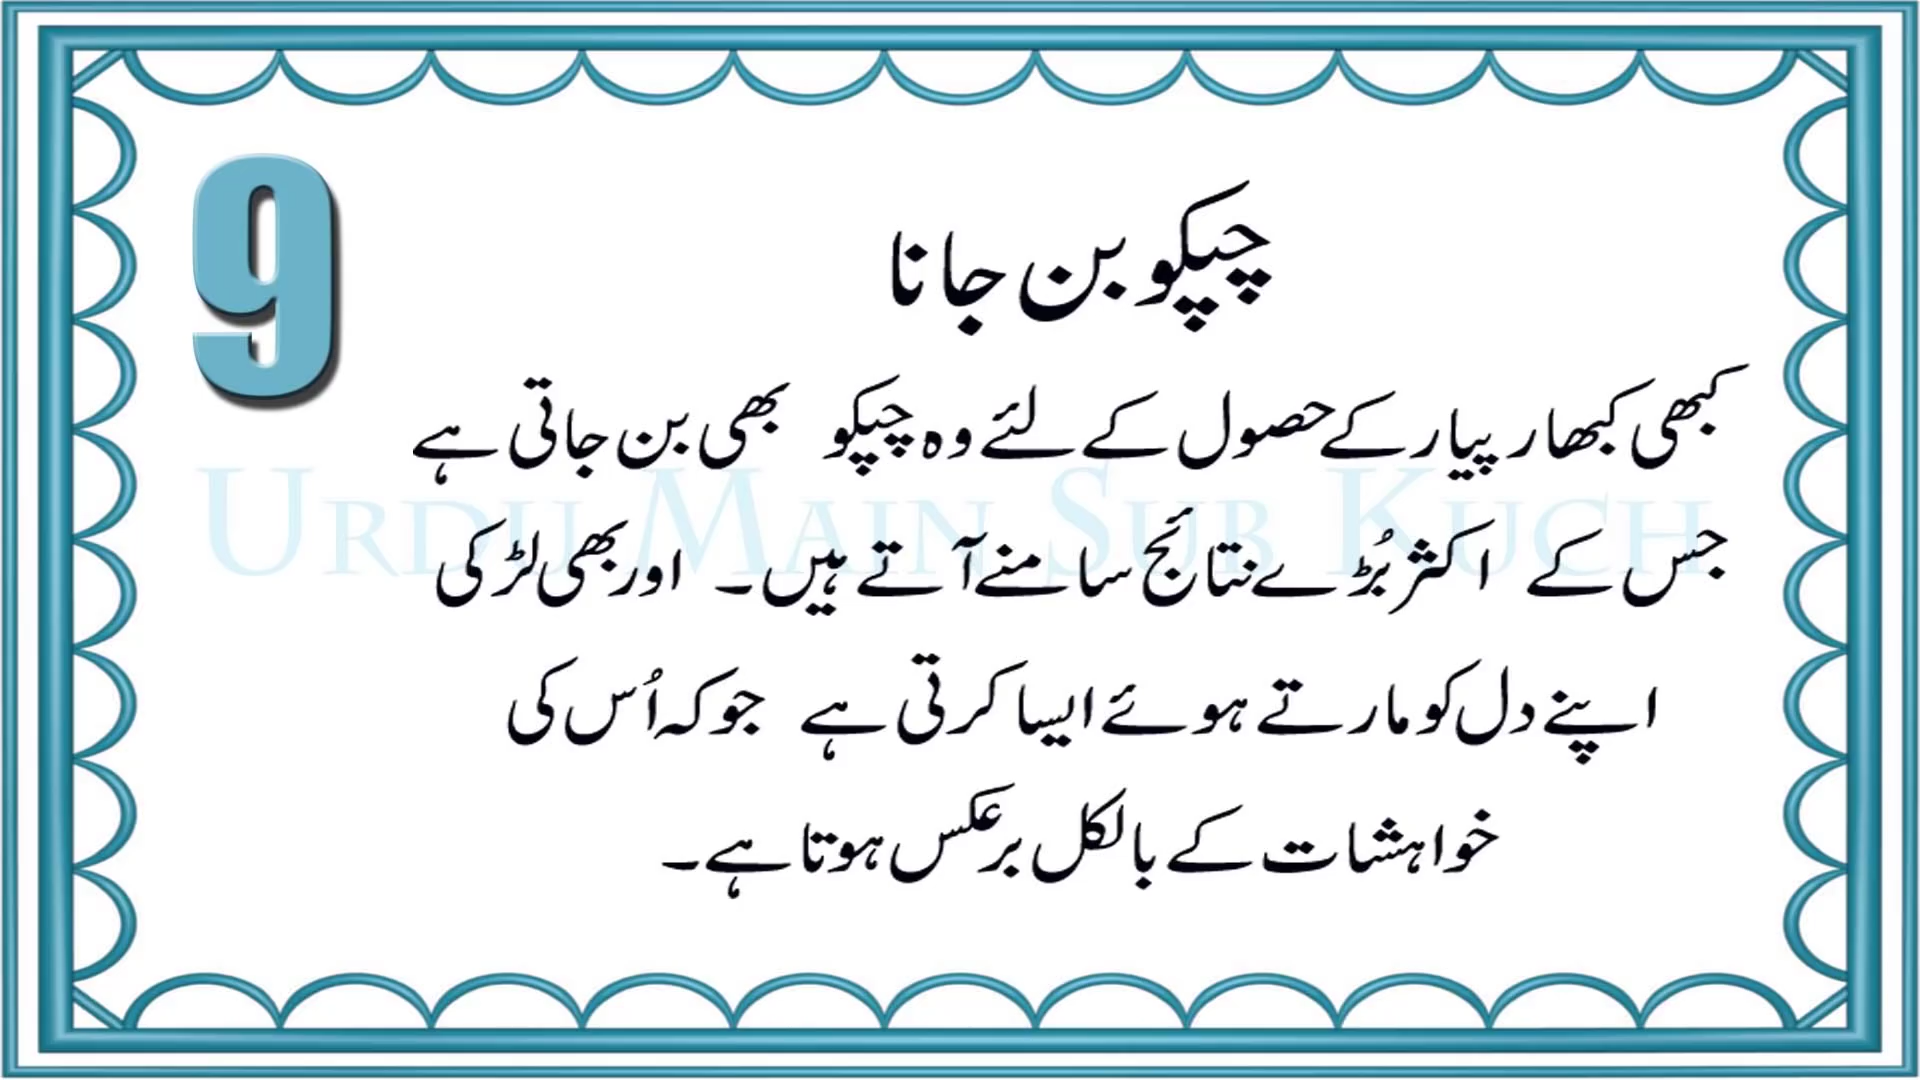 9
چپکو بن جانا
کبھی کبھار پیار کے حصول کے لئے وہ چپکو بھی بن جاتی ہے
URDU MAIN SUB KUCH
جس کے اکثر بُڑے نتائج سامنے آتے ہیں۔ اور بھی لڑکی
اپنے دل کو مارتے ہوئے ایسا کرتی ہے جو کہ اُس کی
خواہشات کے بالکل برعکس ہوتا ہے۔